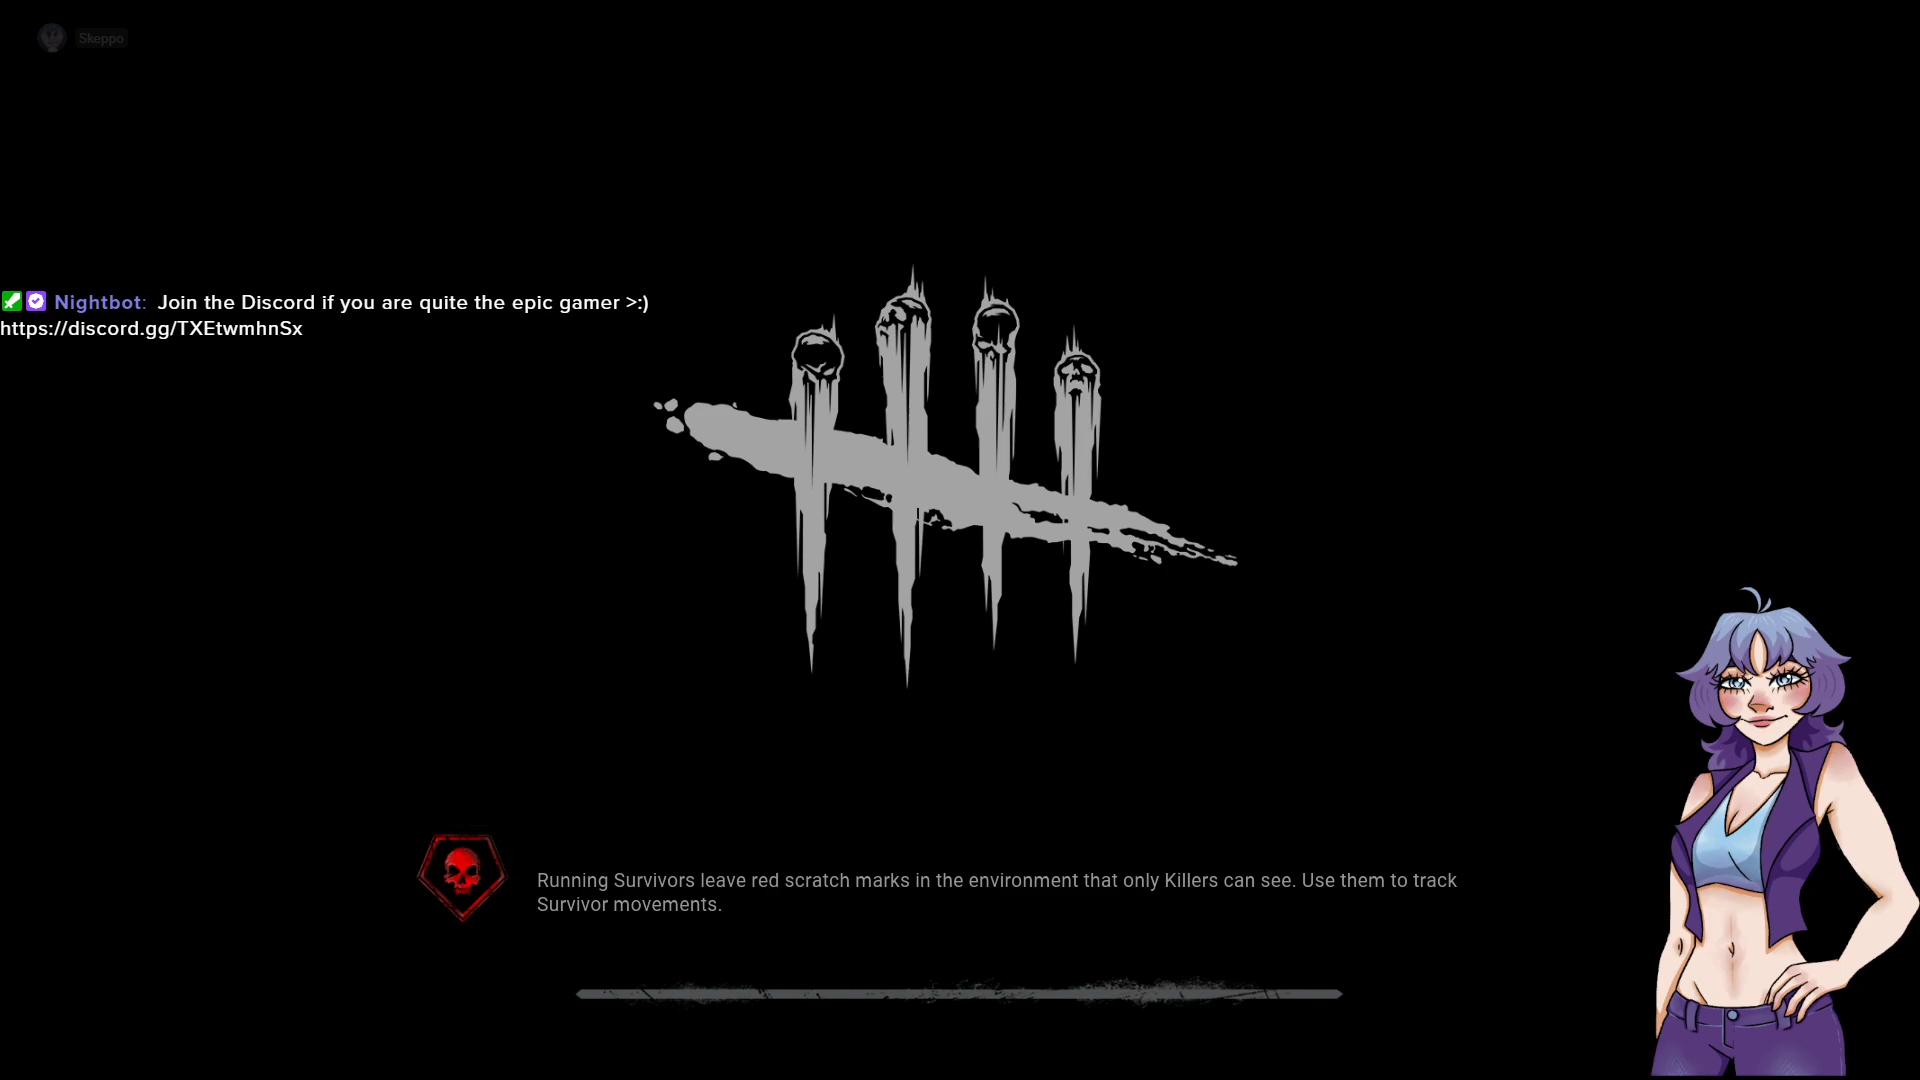 Skeppo
Nightbot: Join the Discord if you are quite the epic gamer >:)
https://discord.gg/TXEtwmhnSx
Running Survivors leave red scratch marks in the environment that only Killers can see. Use them to track
Survivor movements.